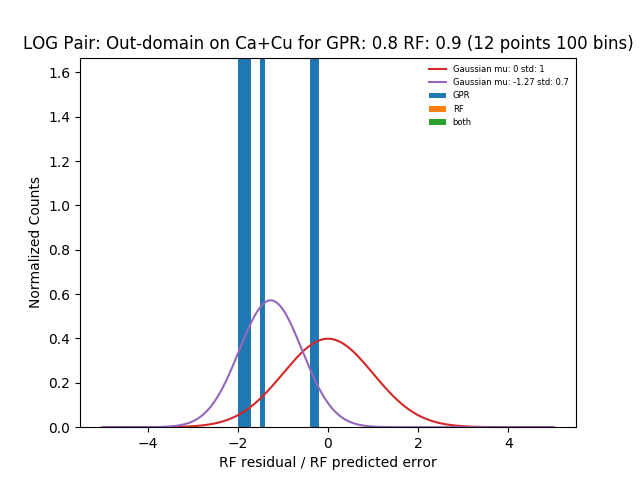 LOG Pair: Out-domain on Ca+Cu for GPR: 0.8 RF: 0.9 (12 points 100 bins)
Gaussian mu: 0 std: 1
Gaussian mu: -1.27 std: 0.7
GPR
RF
both
Normalized Counts
1.6
1.4
1.2
1.0
0.8
0.6
0.4
0.2
0.0
−4 −2 0 2 4
RF residual / RF predicted error